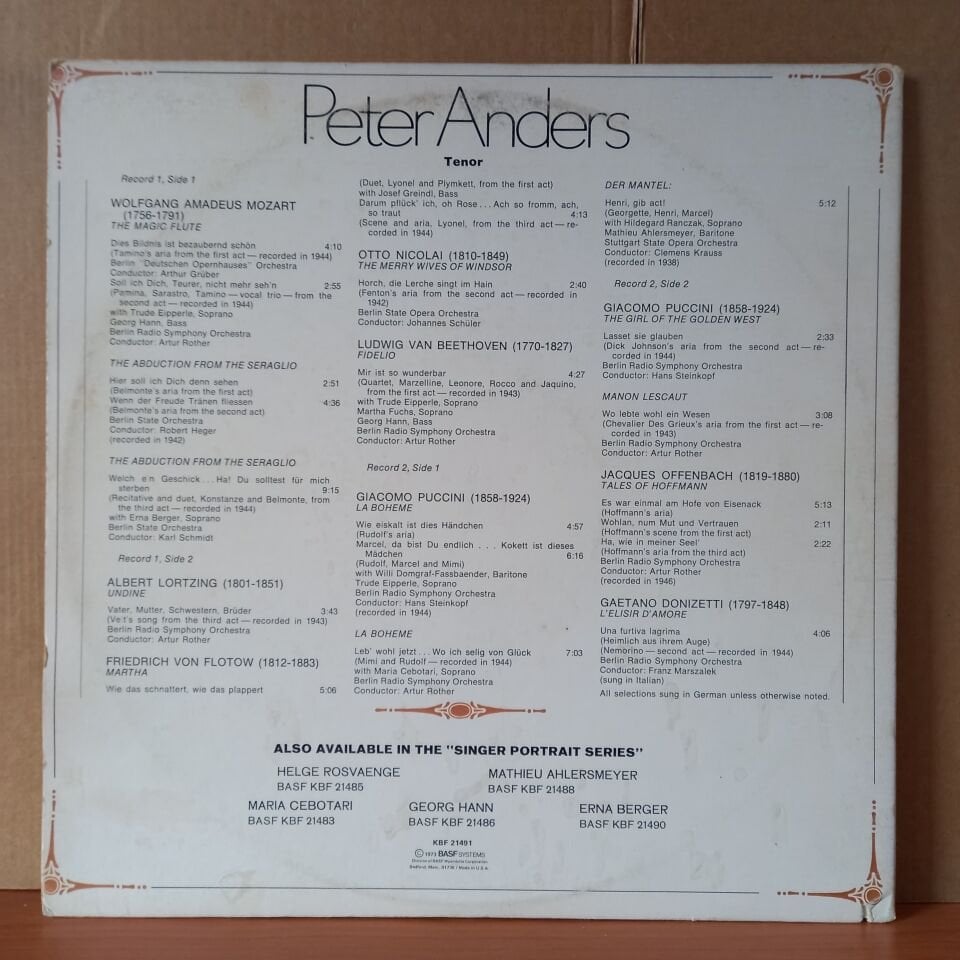 Peter Anders
Tenor
Record 1, Side 1
WOLFGANG AMADEUS MOZART
(1756-1791)
THE MAGIC FLUTE
Dies Bildnis ist bezaubernd schön 4:10
(Tamino's aria from the first act — recorded in 1944)
Berlin "Deutschen Opernhauses" Orchestra
Conductor: Arthur Grüber
Soll ich Dich, Teurer, nicht mehr seh'n 2:55
(Pamina, Sarastro, Tamino — vocal trio — from the
second act — recorded in 1944)
with Trude Eipperle, Soprano
Georg Hann, Bass
Berlin Radio Symphony Orchestra
Conductor: Artur Rother
THE ABDUCTION FROM THE SERAGLIO
Hier soll ich Dich denn sehen 2:51
(Belmonte's aria from the first act)
Wenn der Freude Tränen fliessen 4:36
(Belmonte's aria from the second act)
Berlin State Orchestra
Conductor: Robert Heger
(recorded in 1942)
THE ABDUCTION FROM THE SERAGLIO
Welch ein Geschick . . . Ha! Du solltest für mich
sterben 9:15
(Recitative and duet, Konstanze and Belmonte, from
the third act — recorded in 1944)
with Erna Berger, Soprano
Berlin State Orchestra
Conductor: Karl Schmidt
Record 1, Side 2
ALBERT LORTZING (1801-1851)
UNDINE
Vater, Mutter, Schwestern, Brüder 3:43
(Veit's song from the third act — recorded in 1943)
Berlin Radio Symphony Orchestra
Conductor: Artur Rother
FRIEDRICH VON FLOTOW (1812-1883)
MARTHA
Wie das schnattert, wie das plappert 5:06
(Duet, Lyonel and Plymkett, from the first act)
with Josef Greindl, Bass
Darum pflück' ich, oh Rose . . . Ach so fromm, ach,
so traut 4:13
(Scene and aria, Lyonel, from the third act — re-
corded in 1944)
OTTO NICOLAI (1810-1849)
THE MERRY WIVES OF WINDSOR
Horch, die Lerche singt im Hain 2:40
(Fenton's aria from the second act — recorded in
1942)
Berlin State Opera Orchestra
Conductor: Johannes Schüler
LUDWIG VAN BEETHOVEN (1770-1827)
FIDELIO
Mir ist so wunderbar 4:27
(Quartet, Marzelline, Leonore, Rocco and Jaquino,
from the first act — recorded in 1943)
with Trude Eipperle, Soprano
Martha Fuchs, Soprano
Georg Hann, Bass
Berlin Radio Symphony Orchestra
Conductor: Artur Rother
Record 2, Side 1
GIACOMO PUCCINI (1858-1924)
LA BOHEME
Wie eiskalt ist dies Händchen 4:57
(Rudolf's aria)
Marcel, da bist Du endlich . . . Kokett ist dieses
Mädchen 6:16
(Rudolf, Marcel and Mimi)
with Willi Domgraf-Fassbaender, Baritone
Trude Eipperle, Soprano
Berlin Radio Symphony Orchestra
Conductor: Hans Steinkopf
(recorded in 1944)
LA BOHEME
Leb' wohl jetzt . . . Wo ich selig von Glück 7:03
(Mimi and Rudolf — recorded in 1944)
with Maria Cebotari, Soprano
Berlin Radio Symphony Orchestra
Conductor: Artur Rother
DER MANTEL:
Henri, gib act! 5:12
(Georgette, Henri, Marcel)
with Hildegard Ranczak, Soprano
Mathieu Ahlersmeyer, Baritone
Stuttgart State Opera Orchestra
Conductor: Clemens Krauss
(recorded in 1938)
Record 2, Side 2
GIACOMO PUCCINI (1858-1924)
THE GIRL OF THE GOLDEN WEST
Lasset sie glauben 2:33
(Dick Johnson's aria from the second act — re-
corded in 1944)
Berlin Radio Symphony Orchestra
Conductor: Hans Steinkopf
MANON LESCAUT
Wo lebte wohl ein Wesen 3:08
(Chevalier Des Grieux's aria from the first act — re-
corded in 1943)
Berlin Radio Symphony Orchestra
Conductor: Artur Rother
JACQUES OFFENBACH (1819-1880)
TALES OF HOFFMANN
Es war einmal am Hofe von Eisenack 5:13
(Hoffmann's aria)
Wohlan, num Mut und Vertrauen 2:11
(Hoffmann's scene from the first act)
Ha, wie in meiner Seel' 2:22
(Hoffmann's aria from the third act)
Berlin Radio Symphony Orchestra
Conductor: Artur Rother
(recorded in 1946)
GAETANO DONIZETTI (1797-1848)
L'ELISIR D'AMORE
Una furtiva lagrima 4:06
(Heimlich aus ihrem Auge)
(Nemorino — second act — recorded in 1944)
Berlin Radio Symphony Orchestra
Conductor: Franz Marszalek
(sung in Italian)
All selections sung in German unless otherwise noted.
ALSO AVAILABLE IN THE "SINGER PORTRAIT SERIES"
HELGE ROSVAENGE
BASF KBF 21485
MATHIEU AHLERSMEYER
BASF KBF 21488
MARIA CEBOTARI
BASF KBF 21483
GEORG HANN
BASF KBF 21486
ERNA BERGER
BASF KBF 21490
KBF 21491
© 1973 BASF SYSTEMS
Division of BASF Wyandotte Corporation
Bedford, Mass. 01730 / Made in U.S.A.